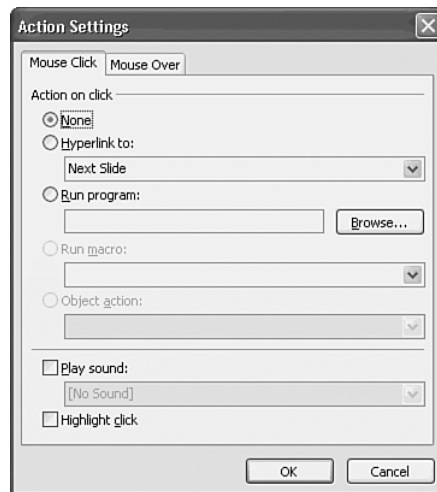 Action Settings
Mouse Click Mouse Over
Action on click
None
Hyperlink to:
Next Slide
Run program:
Browse...
Run macro:
Object action:
Play sound:
[No Sound]
Highlight click
OK Cancel